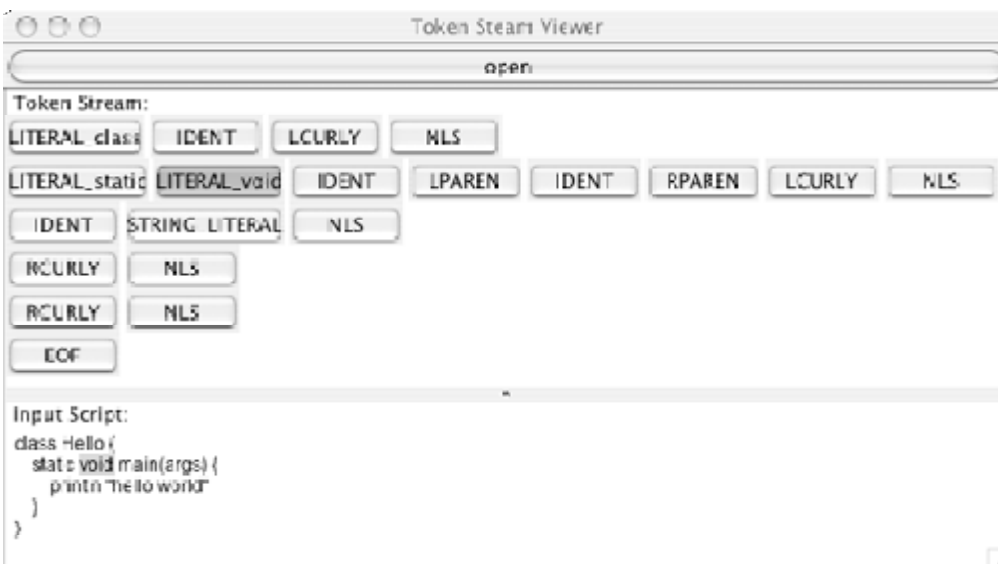 Token Steam Viewer
open
Token Stream:
LITERAL_class IDENT LCURLY NLS
LITERAL_static LITERAL_void IDENT LPAREN IDENT RPAREN LCURLY NLS
IDENT STRING_LITERAL NLS
RCURLY NLS
RCURLY NLS
EOF
Input Script:
class Hello {
static void main(args) {
println "hello world"
}
}